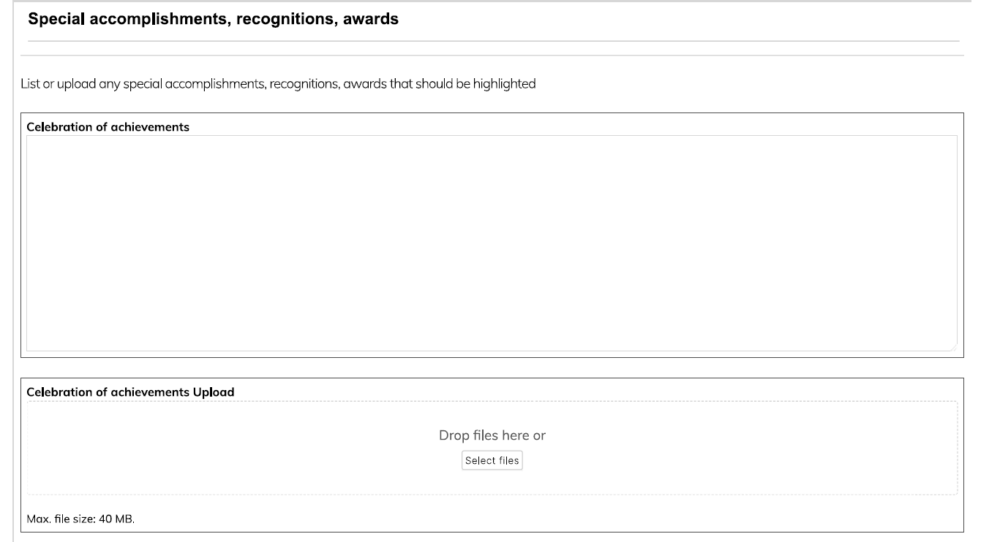 Special accomplishments, recognitions, awards
List or upload any special accomplishments, recognitions, awards that should be highlighted
Celebration of achievements
Celebration of achievements Upload
Drop files here or
Select files
Max. file size: 40 MB.